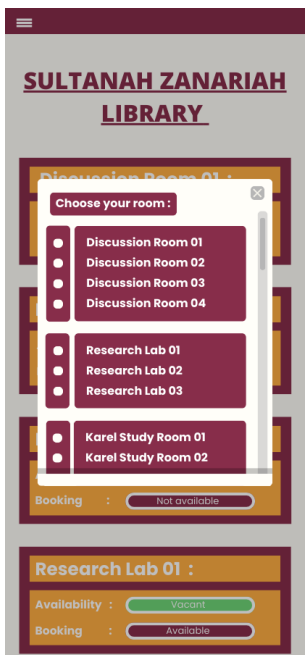 SULTANAH ZANARIAH
LIBRARY
Discussion Room 01 :
Choose your room :
Discussion Room 01
Discussion Room 02
Discussion Room 03
Discussion Room 04
Research Lab 01
Research Lab 02
Research Lab 03
Karel Study Room 01
Karel Study Room 02
Booking : Not available
Research Lab 01 :
Availability : Vacant
Booking : Available